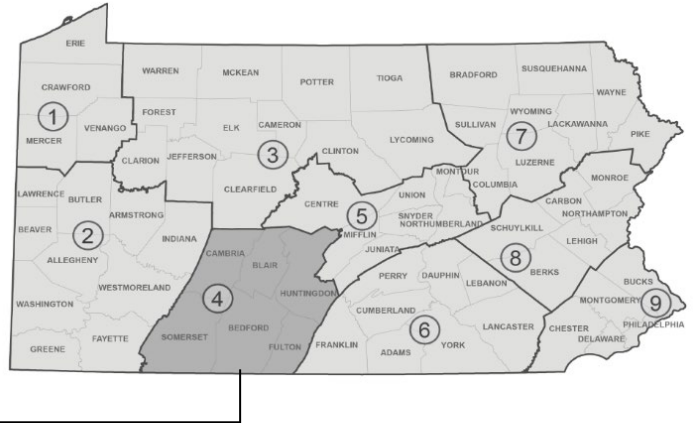 ERIE
CRAWFORD
1
MERCER
VENANGO
WARREN
MCKEAN
POTTER
TIOGA
FOREST
ELK
CAMERON
3
CLINTON
LYCOMING
CLARION
JEFFERSON
CLEARFIELD
BRADFORD
SUSQUEHANNA
WAYNE
SULLIVAN
WYOMING
LACKAWANNA
7
PIKE
LUZERNE
COLUMBIA
LAWRENCE
BUTLER
ARMSTRONG
BEAVER
2
INDIANA
ALLEGHENY
WESTMORELAND
WASHINGTON
FAYETTE
GREENE
CENTRE
5
UNION
MONTOUR
SNYDER
NORTHUMBERLAND
MIFFLIN
JUNIATA
MONROE
CARBON
NORTHAMPTON
SCHUYLKILL
LEHIGH
8
BERKS
CAMBRIA
BLAIR
4
HUNTINGDON
SOMERSET
BEDFORD
FULTON
PERRY
DAUPHIN
LEBANON
CUMBERLAND
6
LANCASTER
FRANKLIN
ADAMS
YORK
BUCKS
MONTGOMERY
9
CHESTER
PHILADELPHIA
DELAWARE